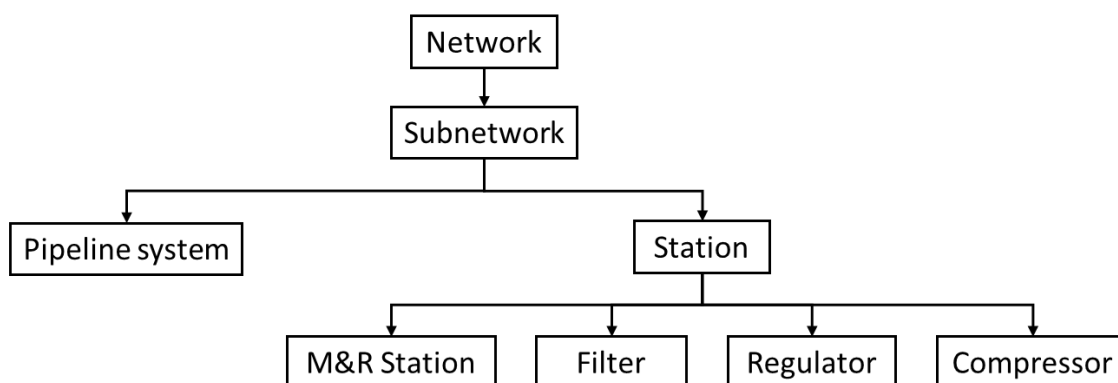 Network
Subnetwork
Pipeline system
Station
M&R Station
Filter
Regulator
Compressor